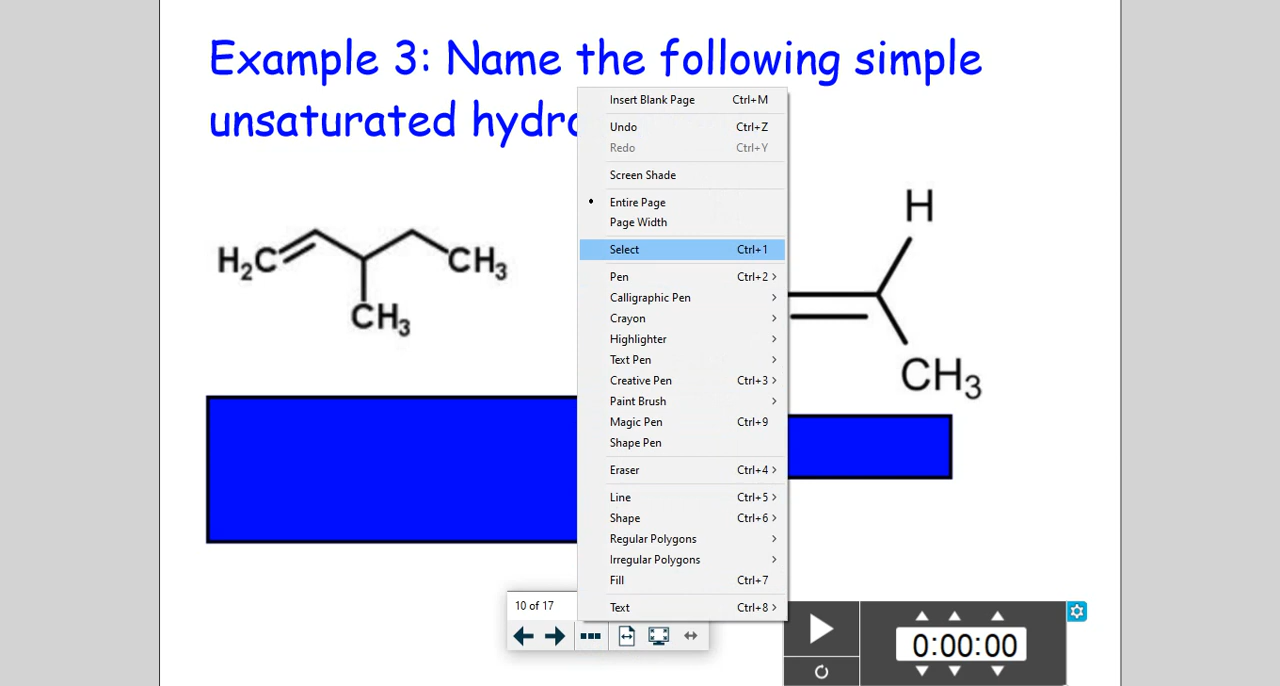 Example 3: Name the following simple
unsaturated hydro
Insert Blank Page Ctrl+M
Undo Ctrl+Z
Redo Ctrl+Y
Screen Shade
Entire Page
Page Width
Select Ctrl+1
Pen Ctrl+2
Calligraphic Pen
Crayon
Highlighter
Text Pen
Creative Pen Ctrl+3
Paint Brush
Magic Pen Ctrl+9
Shape Pen
Eraser Ctrl+4
Line Ctrl+5
Shape Ctrl+6
Regular Polygons
Irregular Polygons
Fill Ctrl+7
Text Ctrl+8
H₂C
CH₃
CH₃
H
CH₃
10 of 17
0:00:00